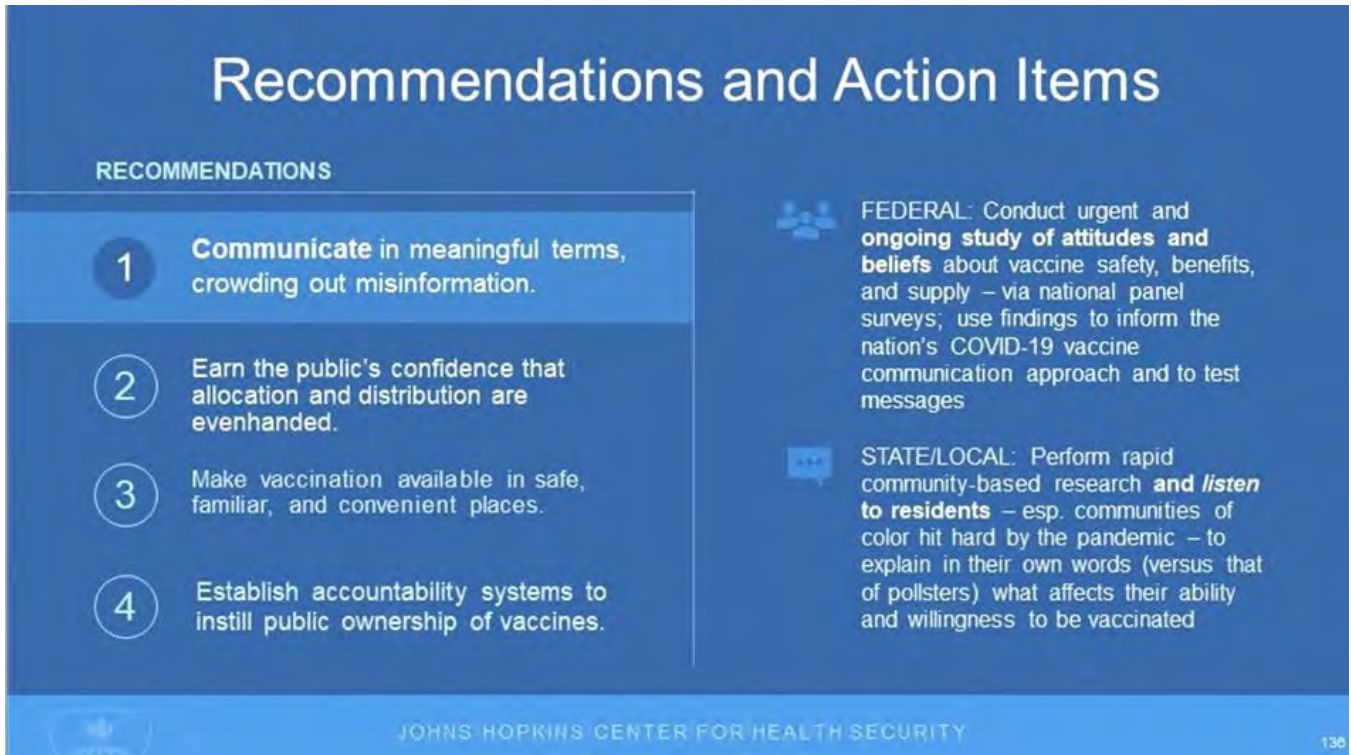 Recommendations and Action Items
RECOMMENDATIONS
1
Communicate in meaningful terms,
crowding out misinformation.
2
Earn the public's confidence that
allocation and distribution are
evenhanded.
3
Make vaccination available in safe,
familiar, and convenient places.
4
Establish accountability systems to
instill public ownership of vaccines.
FEDERAL: Conduct urgent and
ongoing study of attitudes and
beliefs about vaccine safety, benefits,
and supply – via national panel
surveys; use findings to inform the
nation's COVID-19 vaccine
communication approach and to test
messages
STATE/LOCAL: Perform rapid
community-based research and listen
to residents – esp. communities of
color hit hard by the pandemic – to
explain in their own words (versus that
of pollsters) what affects their ability
and willingness to be vaccinated
JOHNS HOPKINS CENTER FOR HEALTH SECURITY